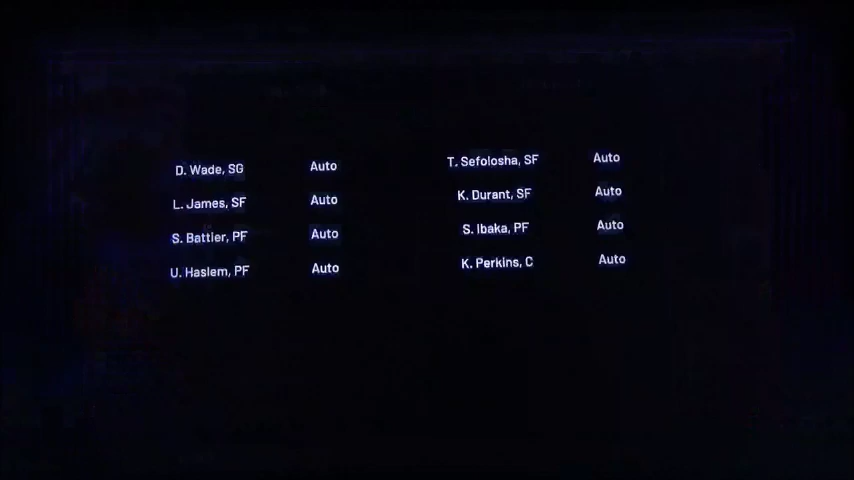 D. Wade, SG Auto
L. James, SF Auto
S. Battier, PF Auto
U. Haslem, PF Auto
T. Sefolosha, SF Auto
K. Durant, SF Auto
S. Ibaka, PF Auto
K. Perkins, C Auto